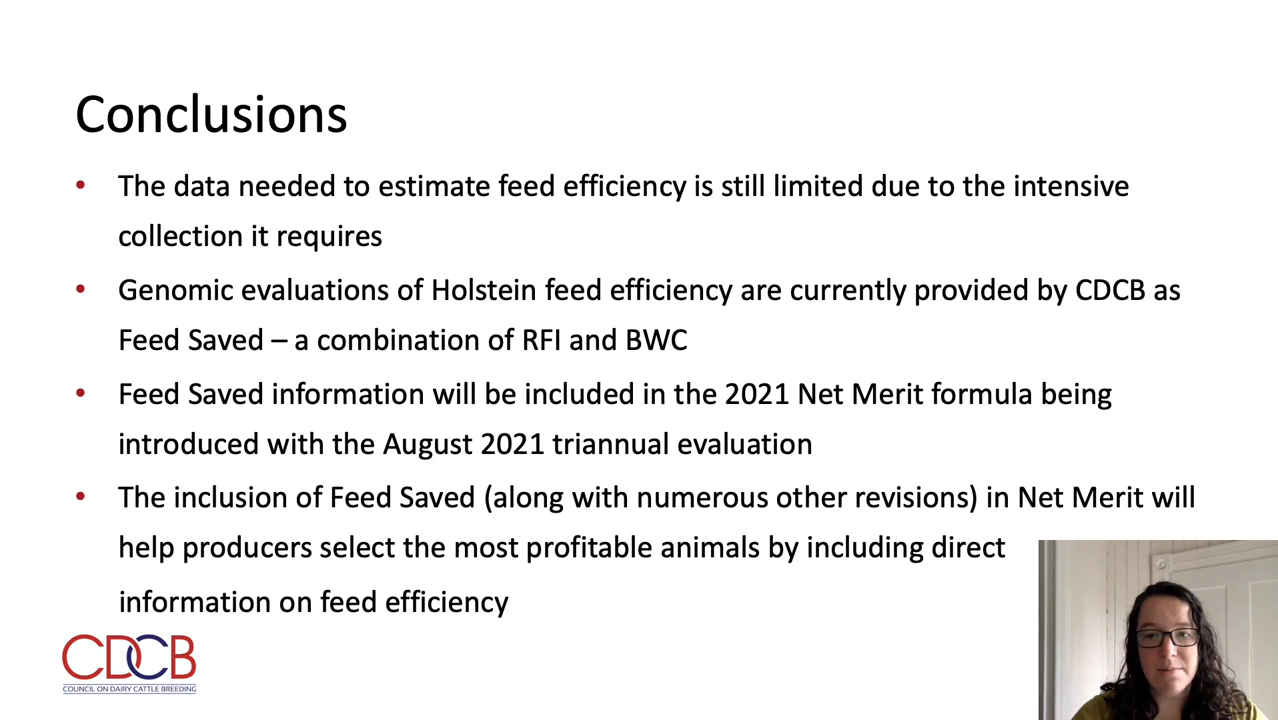 Conclusions
• The data needed to estimate feed efficiency is still limited due to the intensive
collection it requires
• Genomic evaluations of Holstein feed efficiency are currently provided by CDCB as
Feed Saved – a combination of RFI and BWC
• Feed Saved information will be included in the 2021 Net Merit formula being
introduced with the August 2021 triannual evaluation
• The inclusion of Feed Saved (along with numerous other revisions) in Net Merit will
help producers select the most profitable animals by including direct
information on feed efficiency
CDCB
COUNCIL ON DAIRY CATTLE BREEDING